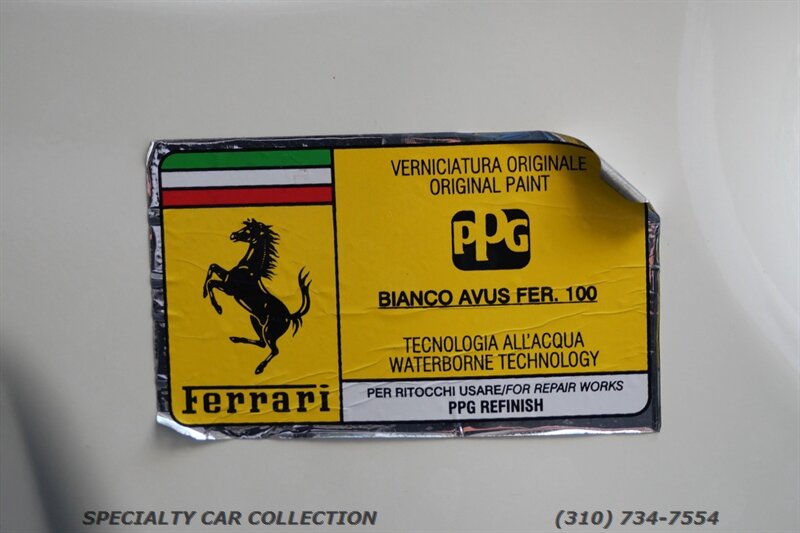 VERNICIATURA ORIGINALE
ORIGINAL PAINT
PPG
BIANCO AVUS FER. 100
TECNOLOGIA ALL'ACQUA
WATERBORNE TECHNOLOGY
Ferrari
PER RITOCCHI USARE/FOR REPAIR WORKS
PPG REFINISH
SPECIALTY CAR COLLECTION (310) 734-7554